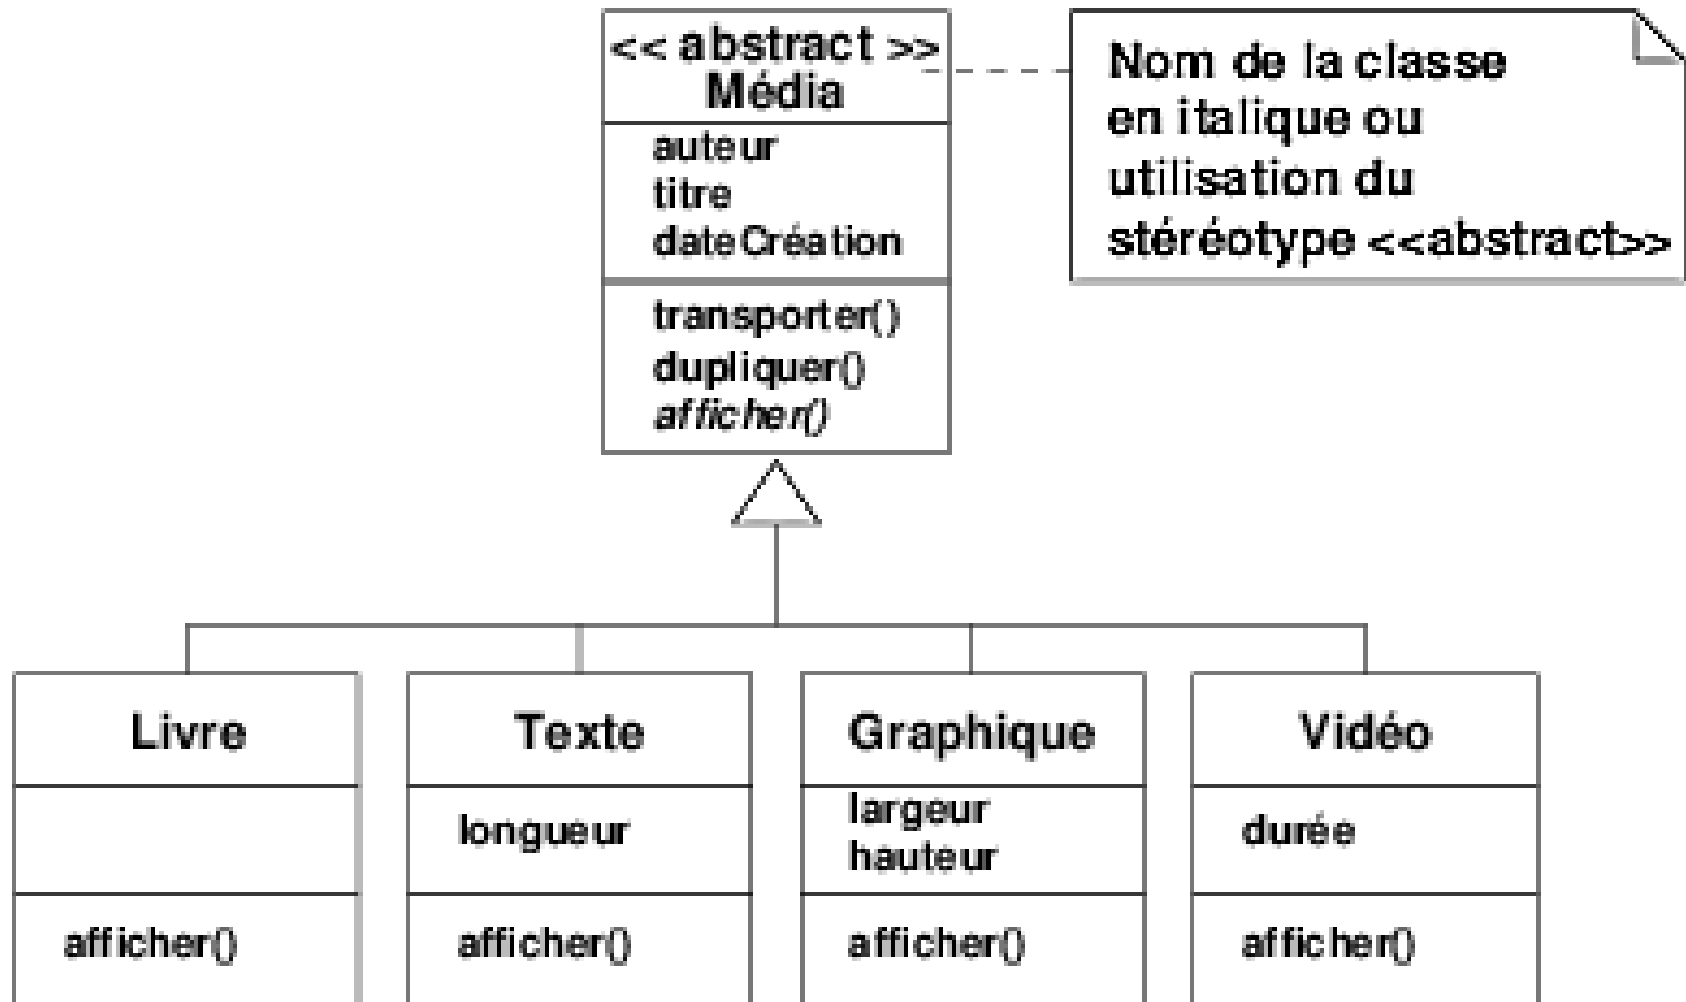 << abstract >>
Média
auteur
titre
dateCréation
transporter()
dupliquer()
afficher()
Nom de la classe
en italique ou
utilisation du
stéréotype <<abstract>>
Livre
afficher()
Texte
longueur
afficher()
Graphique
largeur
hauteur
afficher()
Vidéo
durée
afficher()